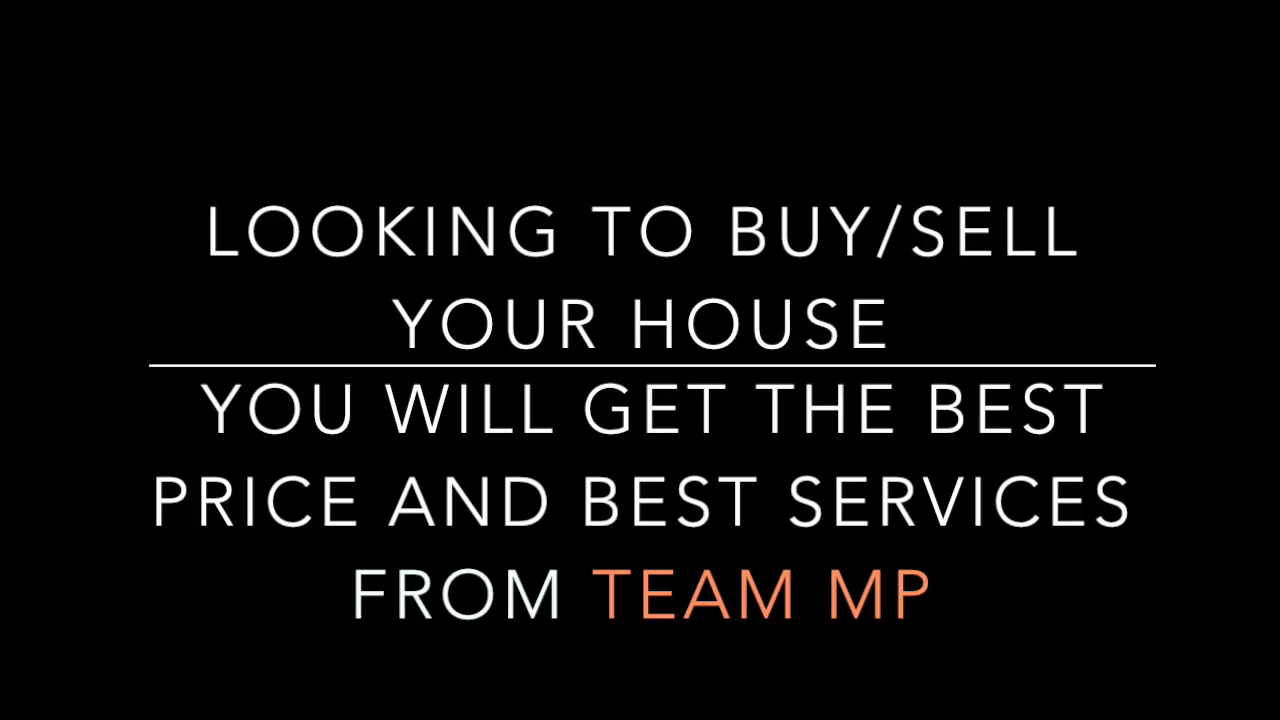 LOOKING TO BUY/SELL
YOUR HOUSE
YOU WILL GET THE BEST
PRICE AND BEST SERVICES
FROM TEAM MP